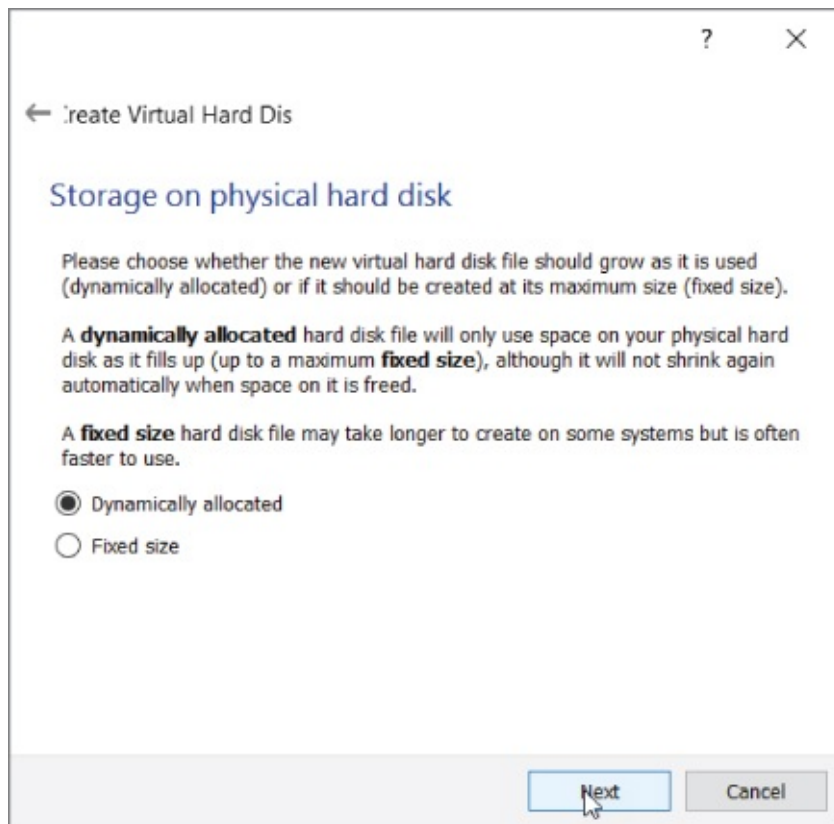 ?
:reate Virtual Hard Dis
Storage on physical hard disk
Please choose whether the new virtual hard disk file should grow as it is used
(dynamically allocated) or if it should be created at its maximum size (fixed size).
A dynamically allocated hard disk file will only use space on your physical hard
disk as it fills up (up to a maximum fixed size), although it will not shrink again
automatically when space on it is freed.
A fixed size hard disk file may take longer to create on some systems but is often
faster to use.
Dynamically allocated
Fixed size
Next Cancel